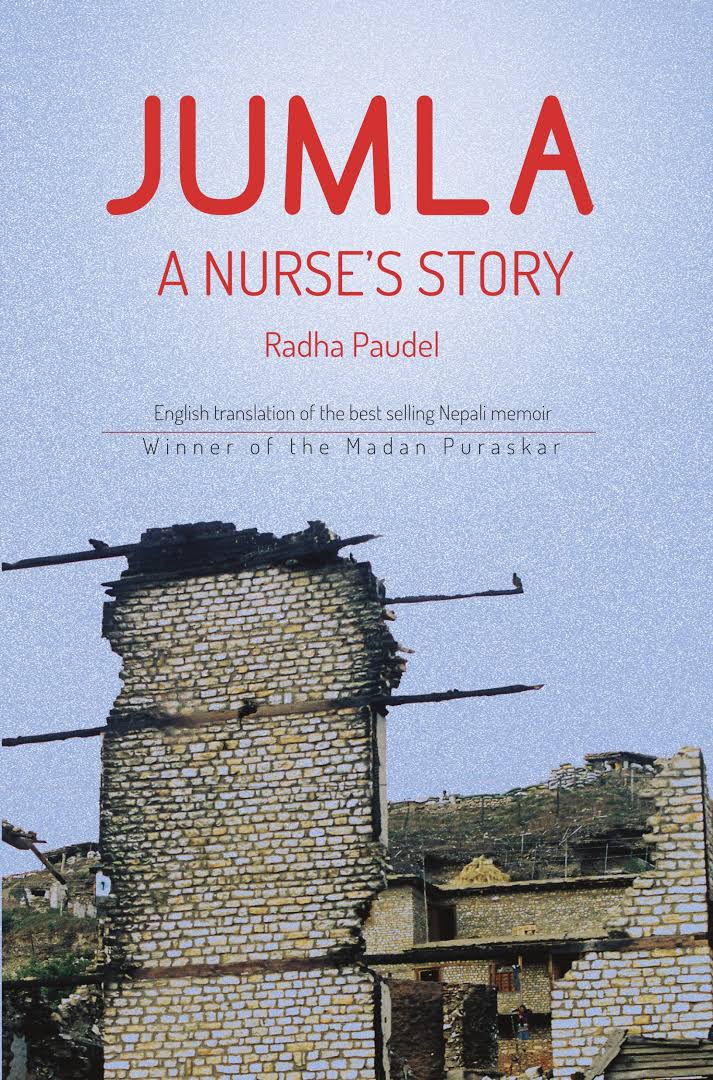 JUMLA
A NURSE'S STORY
Radha Paudel
English translation of the best selling Nepali memoir
Winner of the Madan Puraskar